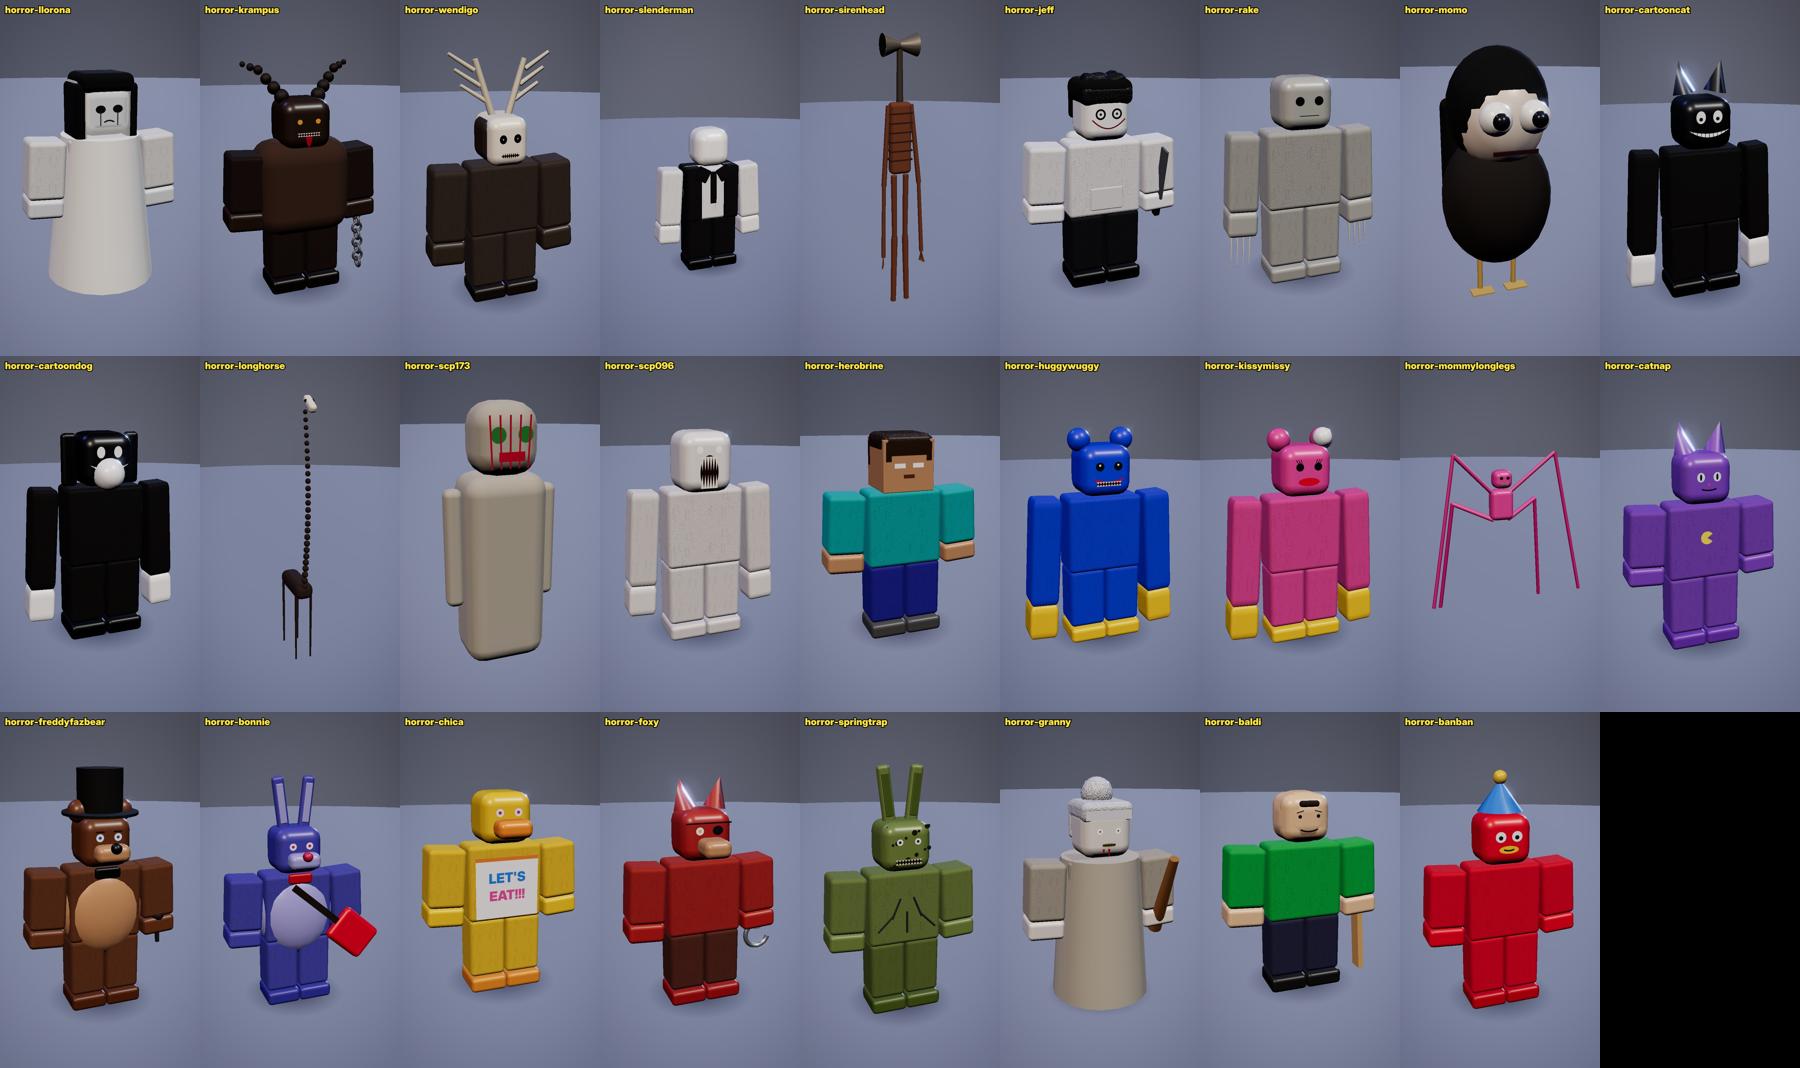 horror-llorona
horror-krampus
horror-wendigo
horror-slenderman
horror-sirenhead
horror-jeff
horror-rake
horror-momo
horror-cartooncat
horror-cartoondog
horror-longhorse
horror-scp173
horror-scp096
horror-herobrine
horror-huggywuggy
horror-kissymissy
horror-mommylonglegs
horror-catnap
horror-freddyfazbear
horror-bonnie
horror-chica
LET'S
EAT!!!
horror-foxy
horror-springtrap
horror-granny
horror-baldi
horror-banban